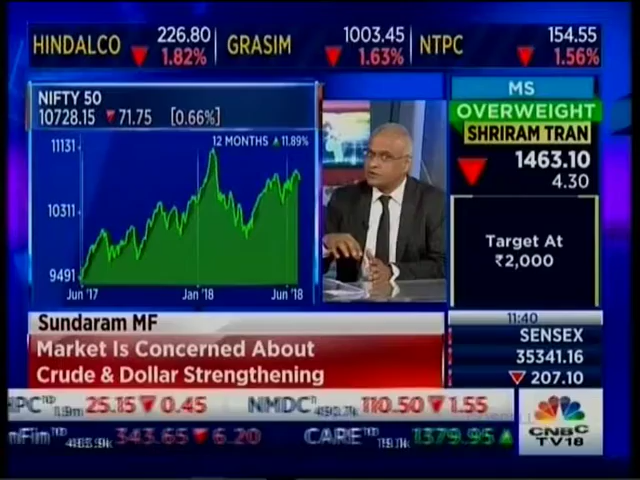 HINDALCO 226.80 ▼ 1.82% GRASIM 1003.45 ▼ 1.63% NTPC 154.55 ▼ 1.56%
NIFTY 50
10728.15 ▼ 71.75 [0.66%]
12 MONTHS ▲ 11.89%
11131
10311
9491
Jun '17 Jan '18 Jun '18
MS
OVERWEIGHT
SHRIRAM TRAN
1463.10
▼ 4.30
Target At
₹2,000
Sundaram MF
Market Is Concerned About
Crude & Dollar Strengthening
11:40
SENSEX
35341.16
▼ 207.10
25.15 ▼ 0.45 NMDC 110.50 ▼ 1.55
343.65 ▼ 6.20 CARE 1379.95 ▲
CNBC
TV18